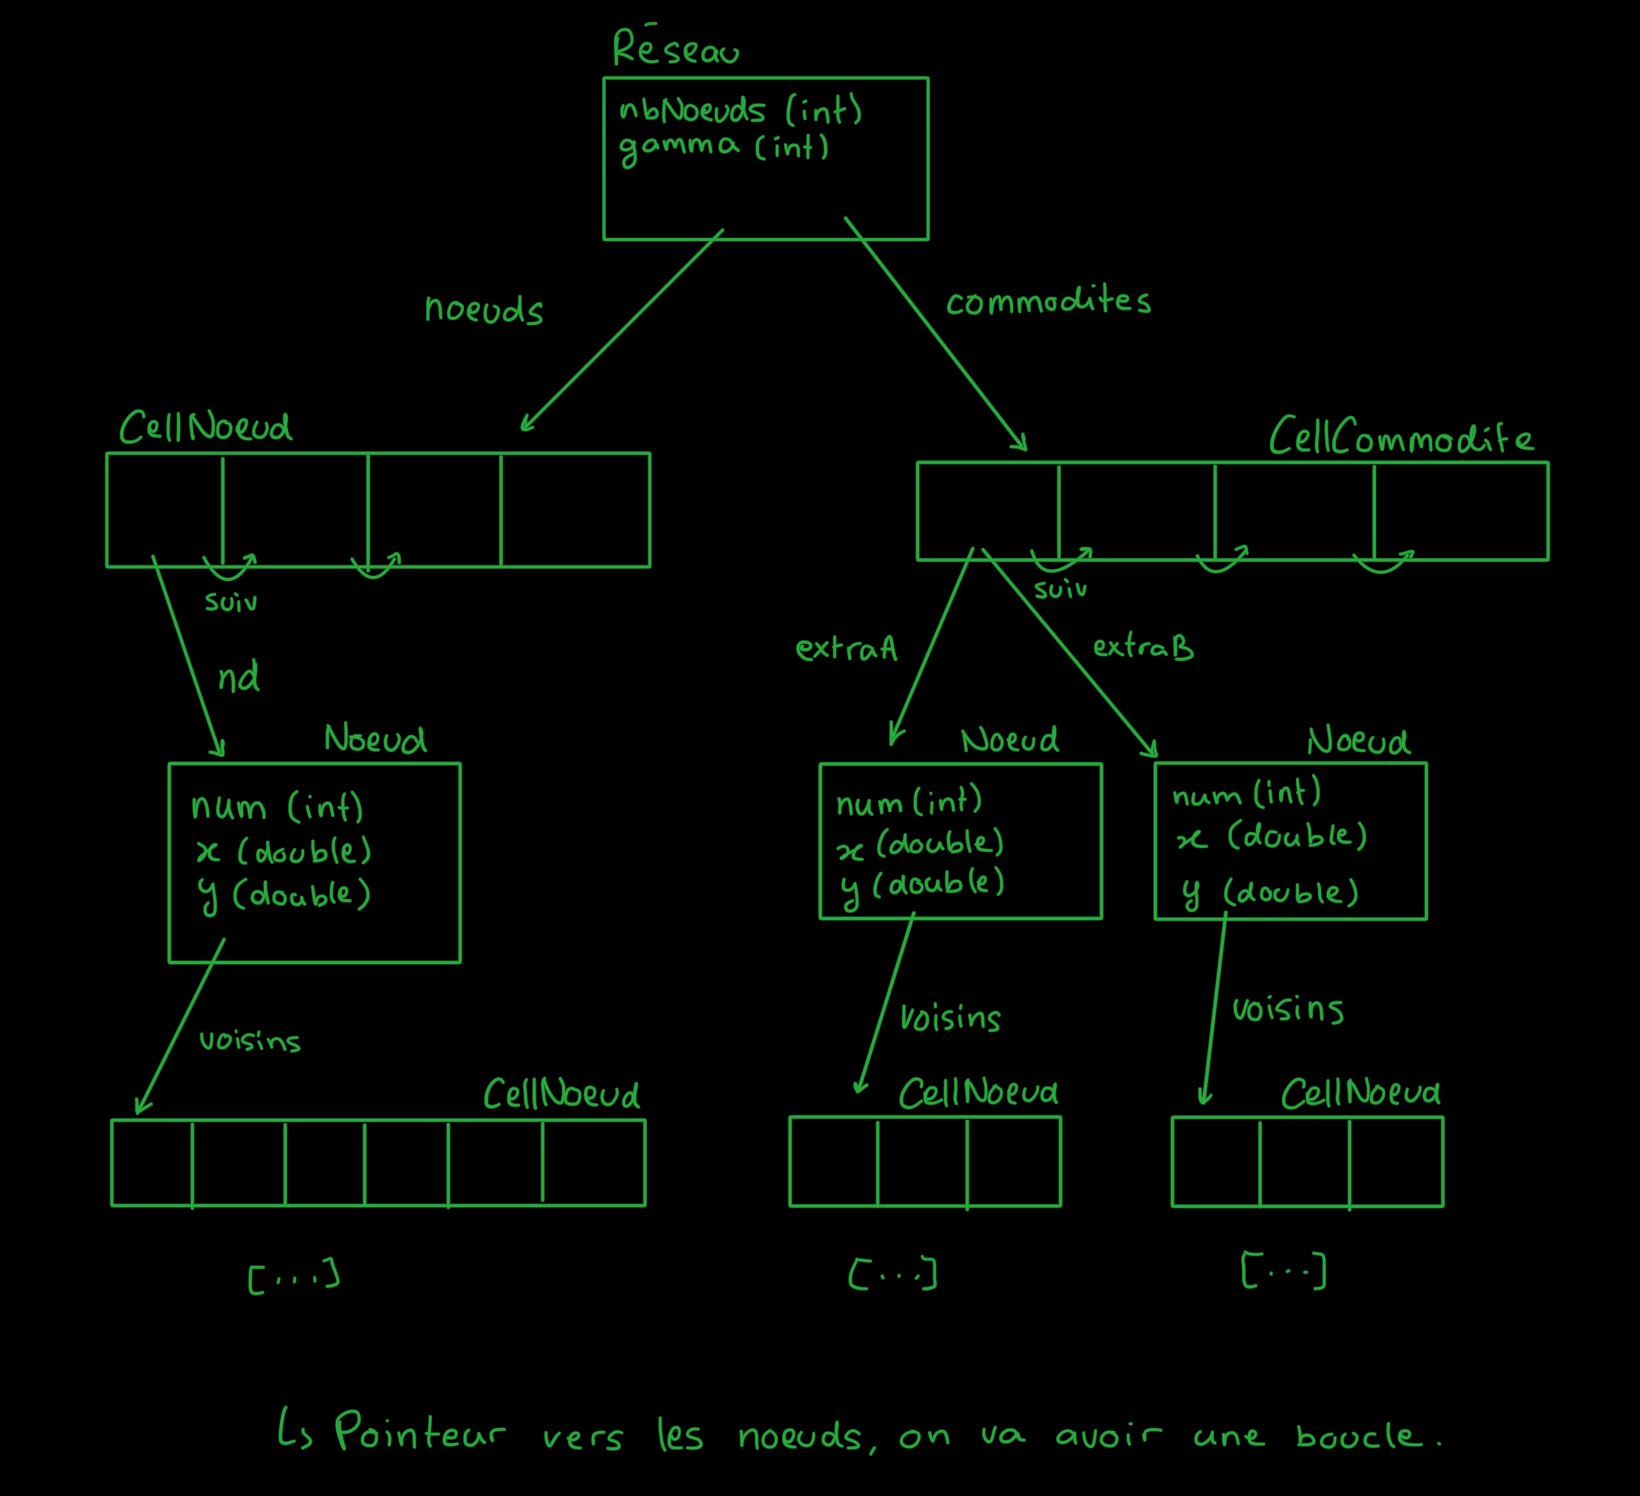 Réseau
nbNoeuds (int)
gamma (int)
noeuds
commodites
CellNoeud
CellCommodite
suiv
suiv
extraA
extraB
nd
Noeud
Noeud
Noeud
num (int)
x (double)
y (double)
num (int)
x (double)
y (double)
num (int)
x (double)
y (double)
voisins
voisins
voisins
CellNoeud
CellNoeud
CellNoeud
[...]
[...]
[...]
↳ Pointeur vers les noeuds, on va avoir une boucle.